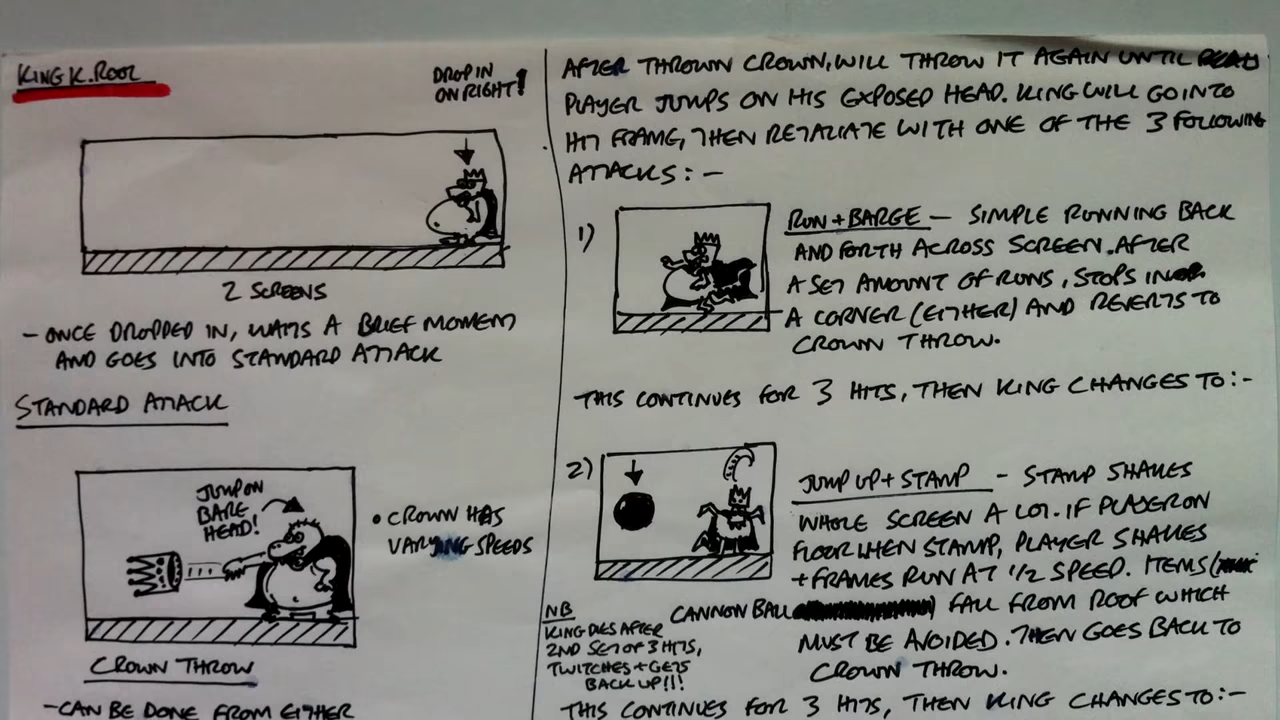 KING K. ROOL
DROP IN
ON RIGHT!
2 SCREENS
- ONCE DROPPED IN, WAITS A BRIEF MOMENT
AND GOES INTO STANDARD ATTACK
STANDARD ATTACK
JUMP ON
BARE
HEAD!
• CROWN HAS
VARYING SPEEDS
CROWN THROW
- CAN BE DONE FROM EITHER
AFTER THROWN CROWN, WILL THROW IT AGAIN UNTIL
PLAYER JUMPS ON HIS EXPOSED HEAD. KING WILL GO INTO
HIT FRAME, THEN RETALIATE WITH ONE OF THE 3 FOLLOWING
ATTACKS:-
1)
RUN + BARGE - SIMPLE RUNNING BACK
AND FORTH ACROSS SCREEN. AFTER
A SET AMOUNT OF RUNS, STOPS IN
A CORNER (EITHER) AND REVERTS TO
CROWN THROW.
THIS CONTINUES FOR 3 HITS, THEN KING CHANGES TO:-
2)
JUMP UP + STAMP - STAMP SHAKES
WHOLE SCREEN A LOT. IF PLAYER ON
FLOOR WHEN STAMP, PLAYER SHAKES
+ FRAMES RUN AT 1/2 SPEED. ITEMS (
CANNON BALL ) FALL FROM ROOF WHICH
MUST BE AVOIDED. THEN GOES BACK TO
CROWN THROW.
NB
KING DIES AFTER
2ND SET OF 3 HITS,
TWITCHES + GETS
BACK UP!!!
THIS CONTINUES FOR 3 HITS, THEN KING CHANGES TO:-